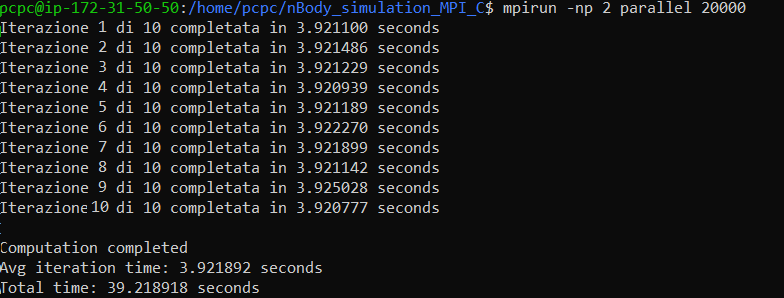 pcpc@ip-172-31-50-50:/home/pcpc/nBody_simulation_MPI_C$ mpirun -np 2 parallel 20000
Iterazione 1 di 10 completata in 3.921100 seconds
Iterazione 2 di 10 completata in 3.921486 seconds
Iterazione 3 di 10 completata in 3.921229 seconds
Iterazione 4 di 10 completata in 3.920939 seconds
Iterazione 5 di 10 completata in 3.921189 seconds
Iterazione 6 di 10 completata in 3.922270 seconds
Iterazione 7 di 10 completata in 3.921899 seconds
Iterazione 8 di 10 completata in 3.921142 seconds
Iterazione 9 di 10 completata in 3.925028 seconds
Iterazione 10 di 10 completata in 3.920777 seconds
Computation completed
Avg iteration time: 3.921892 seconds
Total time: 39.218918 seconds